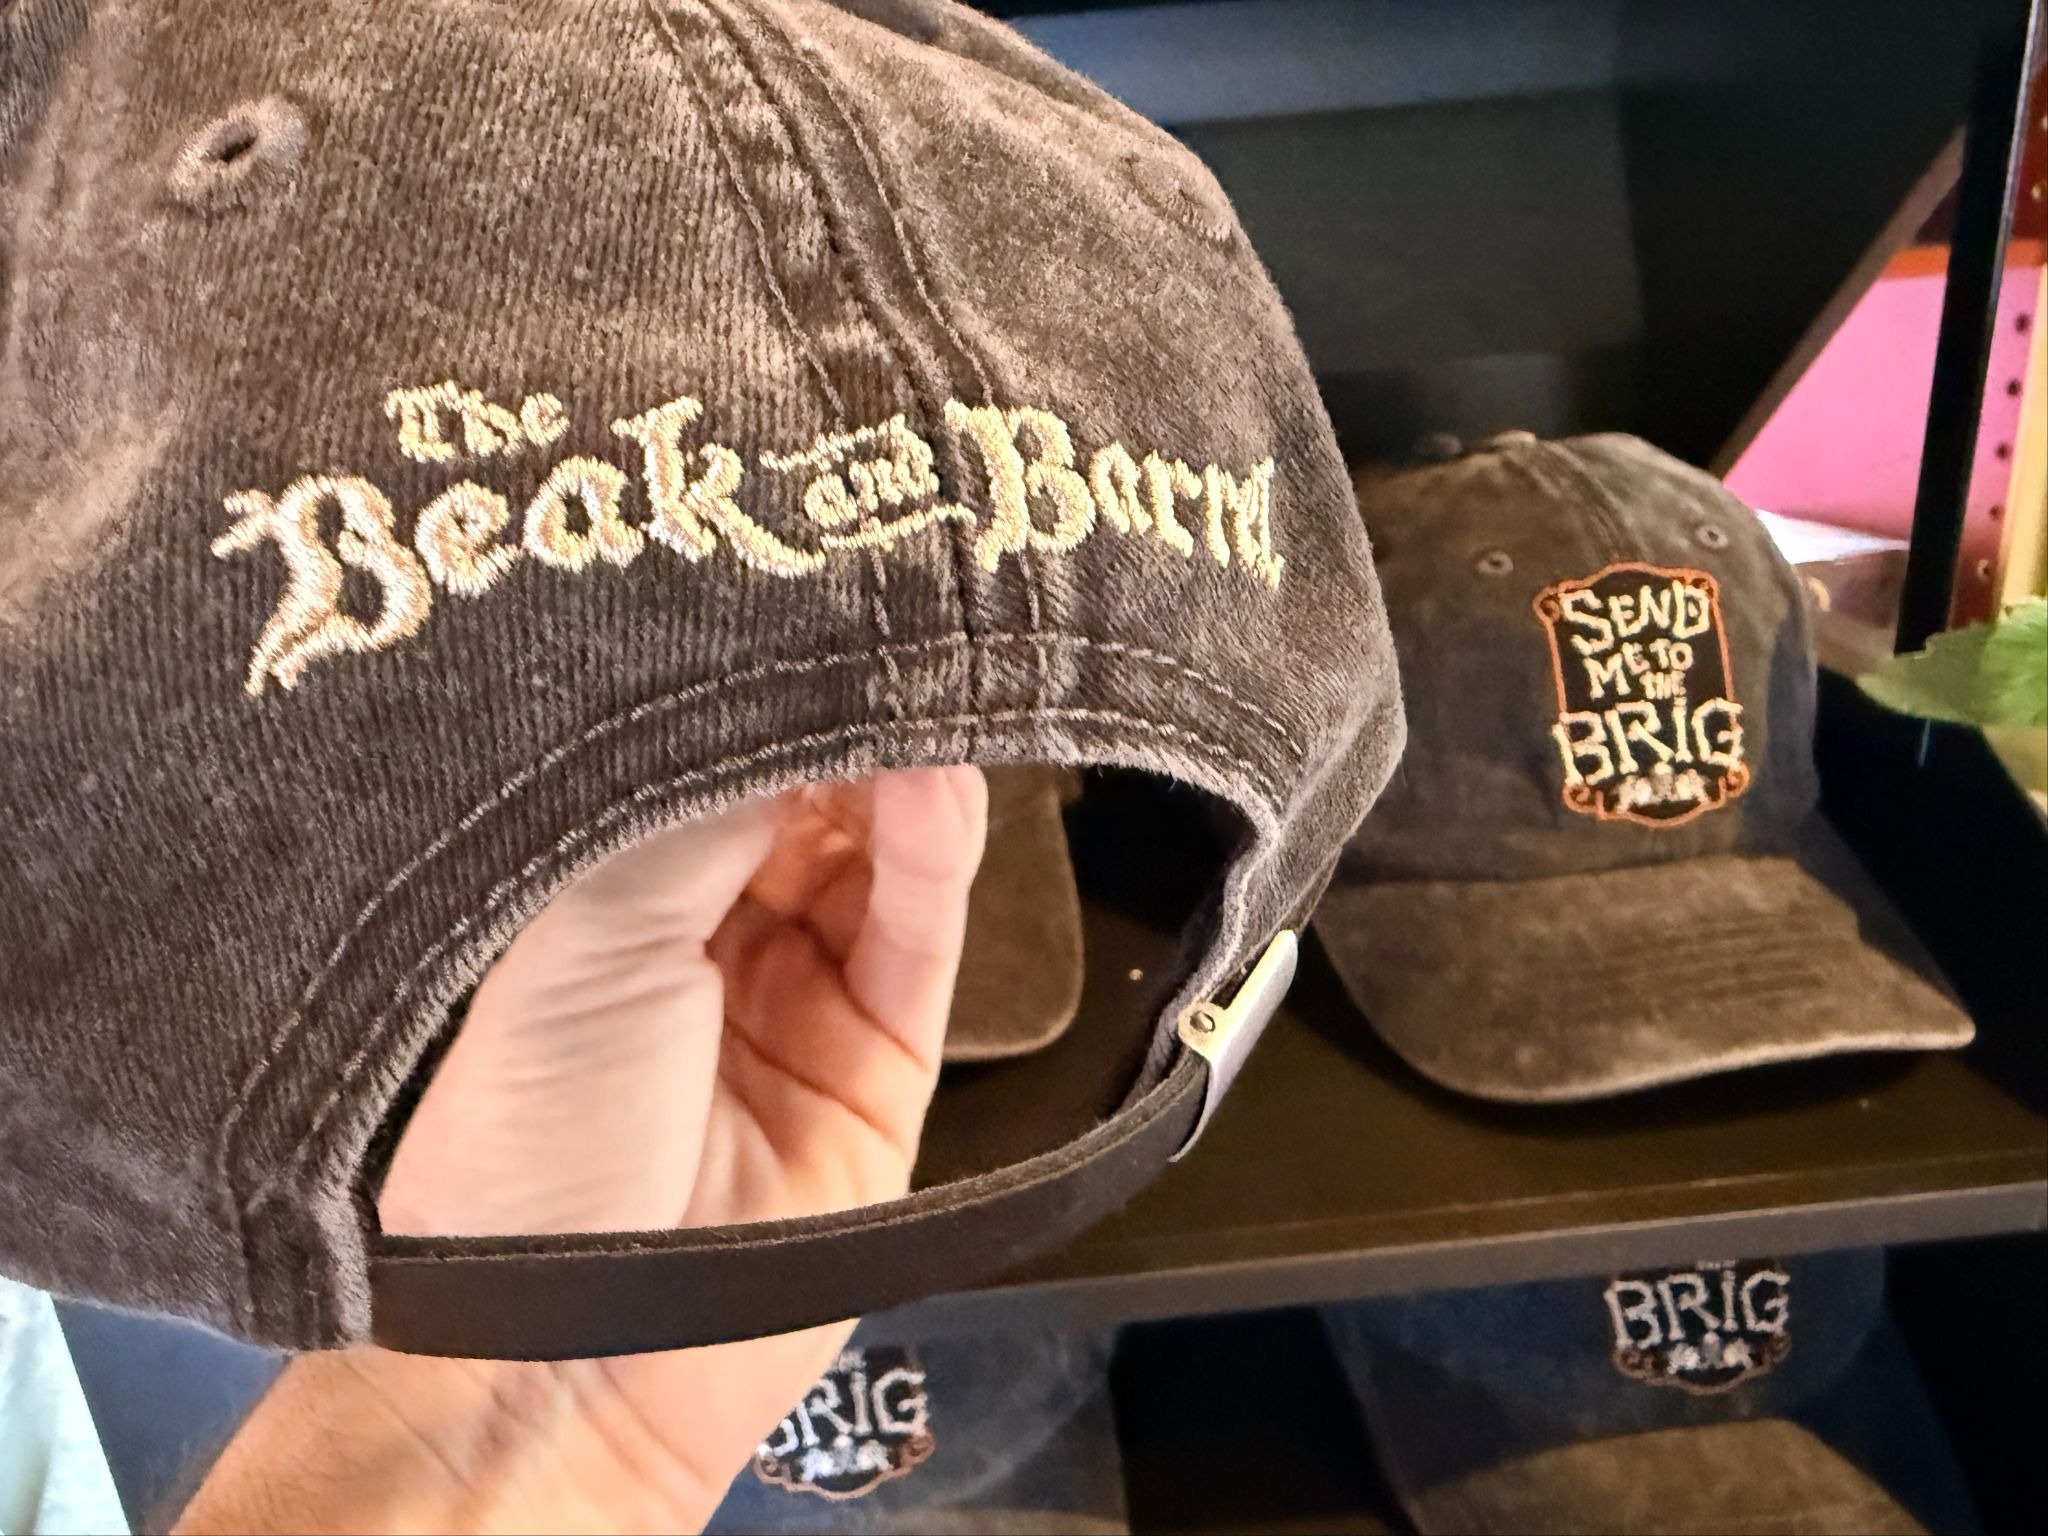 The
Beak and Barrel
SEND
ME TO
THE
BRIG
BRIG
BRIG